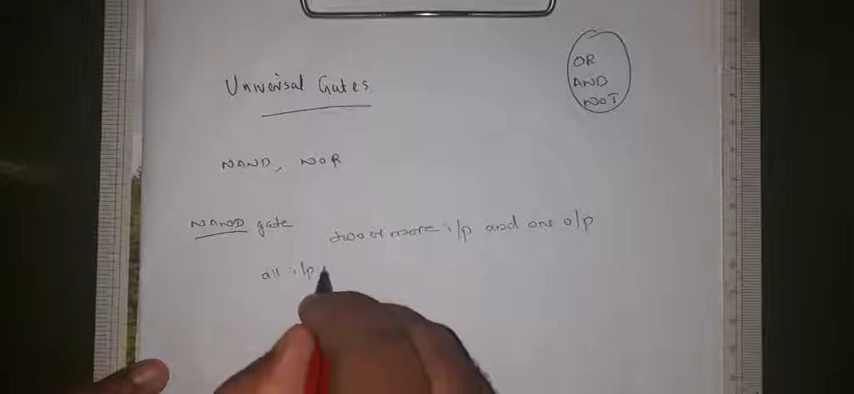 Universal Gates
OR
AND
NOT
NAND, NOR
NAND gate two or more i/p and one o/p
all i/p